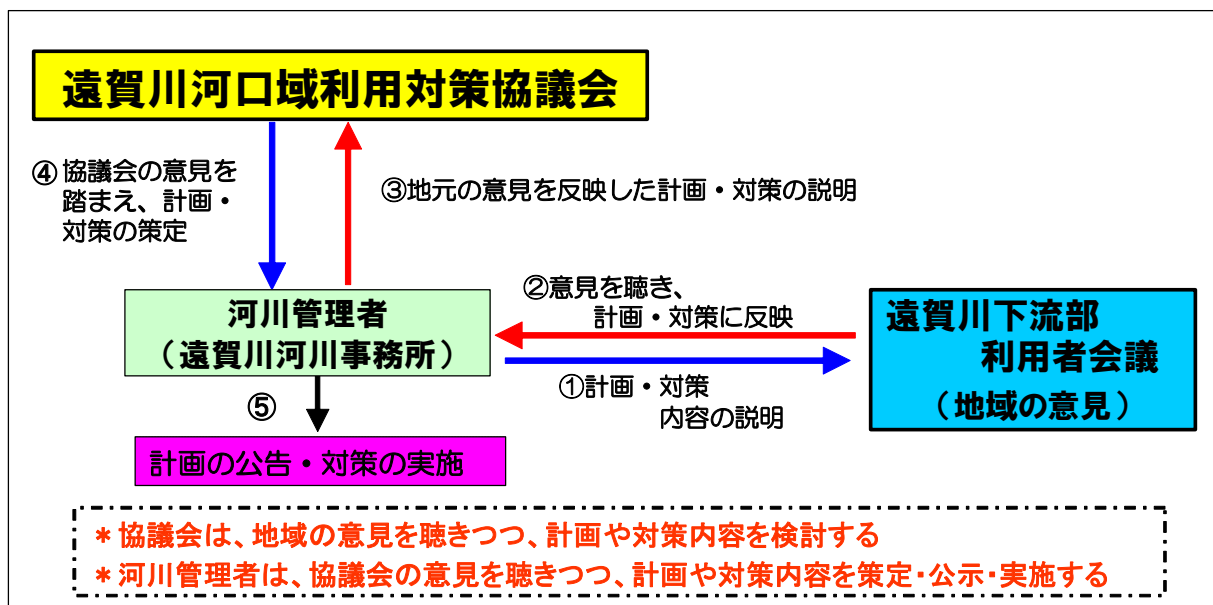 遠賀川河口域利用対策協議会
④協議会の意見を
踏まえ、計画・
対策の策定
③地元の意見を反映した計画・対策の説明
河川管理者
（遠賀川河川事務所）
②意見を聴き、
計画・対策に反映
①計画・対策
内容の説明
遠賀川下流部
利用者会議
（地域の意見）
⑤
計画の公告・対策の実施
＊協議会は、地域の意見を聴きつつ、計画や対策内容を検討する
＊河川管理者は、協議会の意見を聴きつつ、計画や対策内容を策定・公示・実施する